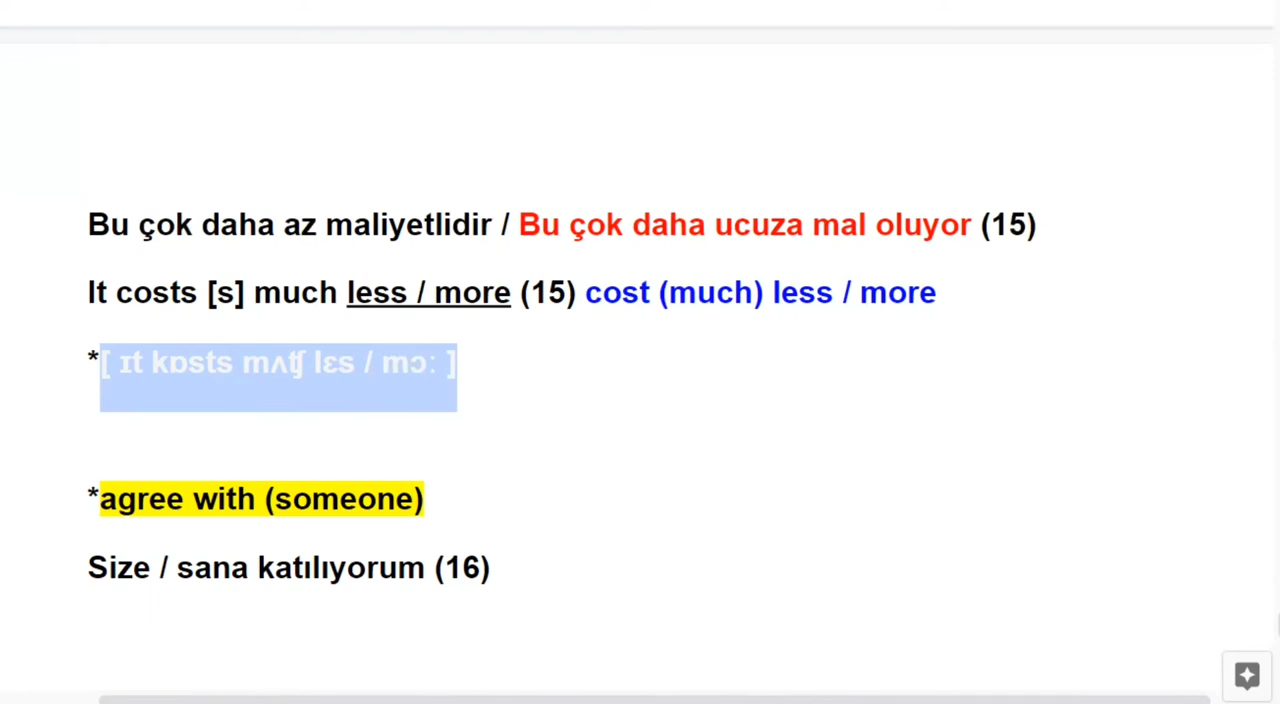 Bu çok daha az maliyetlidir / Bu çok daha ucuza mal oluyor (15)
It costs [s] much less / more (15) cost (much) less / more
*[ ɪt kɒsts mʌʧ lɛs / mɔː ]
*agree with (someone)
Size / sana katılıyorum (16)